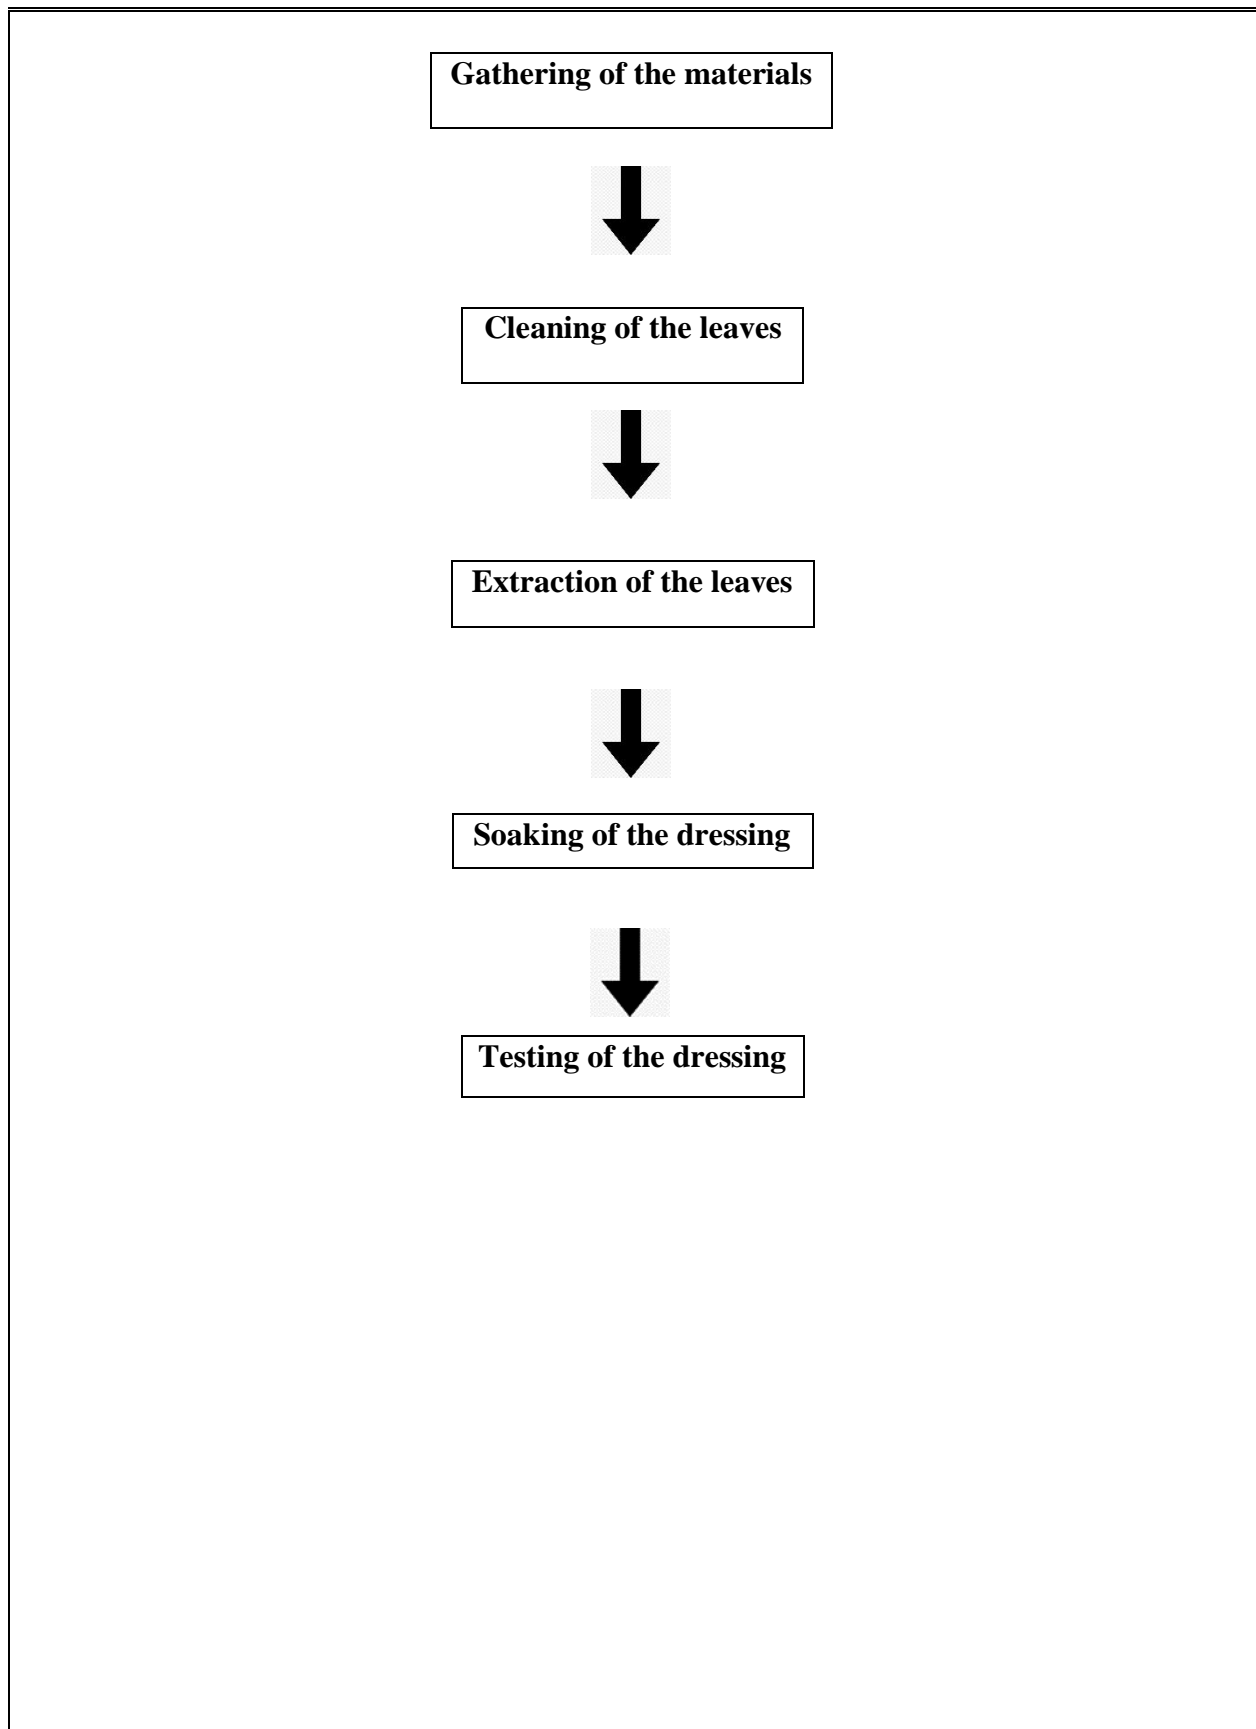 Gathering of the materials
Cleaning of the leaves
Extraction of the leaves
Soaking of the dressing
Testing of the dressing